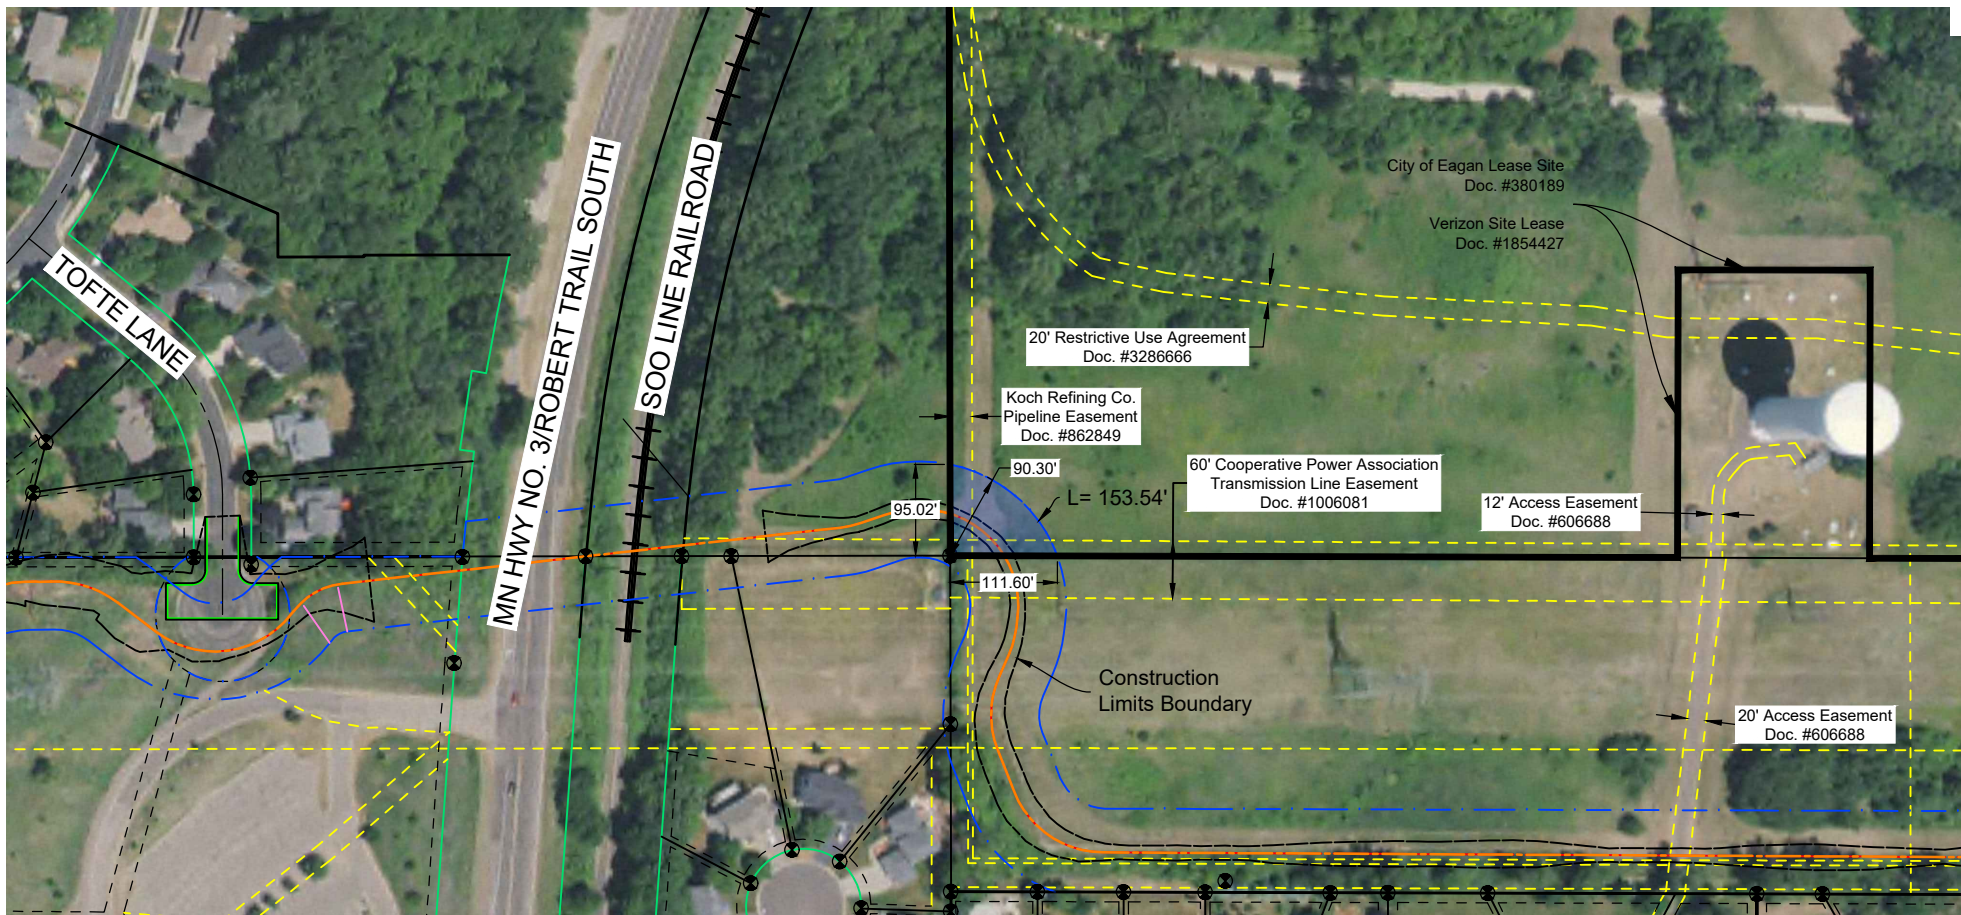 City of Eagan Lease Site
Doc. #380189
Verizon Site Lease
Doc. #1854427
TOFTE LANE
MN HWY NO. 3/ROBERT TRAIL SOUTH
SOO LINE RAILROAD
20' Restrictive Use Agreement
Doc. #3286666
Koch Refining Co.
Pipeline Easement
Doc. #862849
90.30'
L= 153.54'
95.02'
60' Cooperative Power Association
Transmission Line Easement
Doc. #1006081
12' Access Easement
Doc. #606688
111.60'
Construction
Limits Boundary
20' Access Easement
Doc. #606688